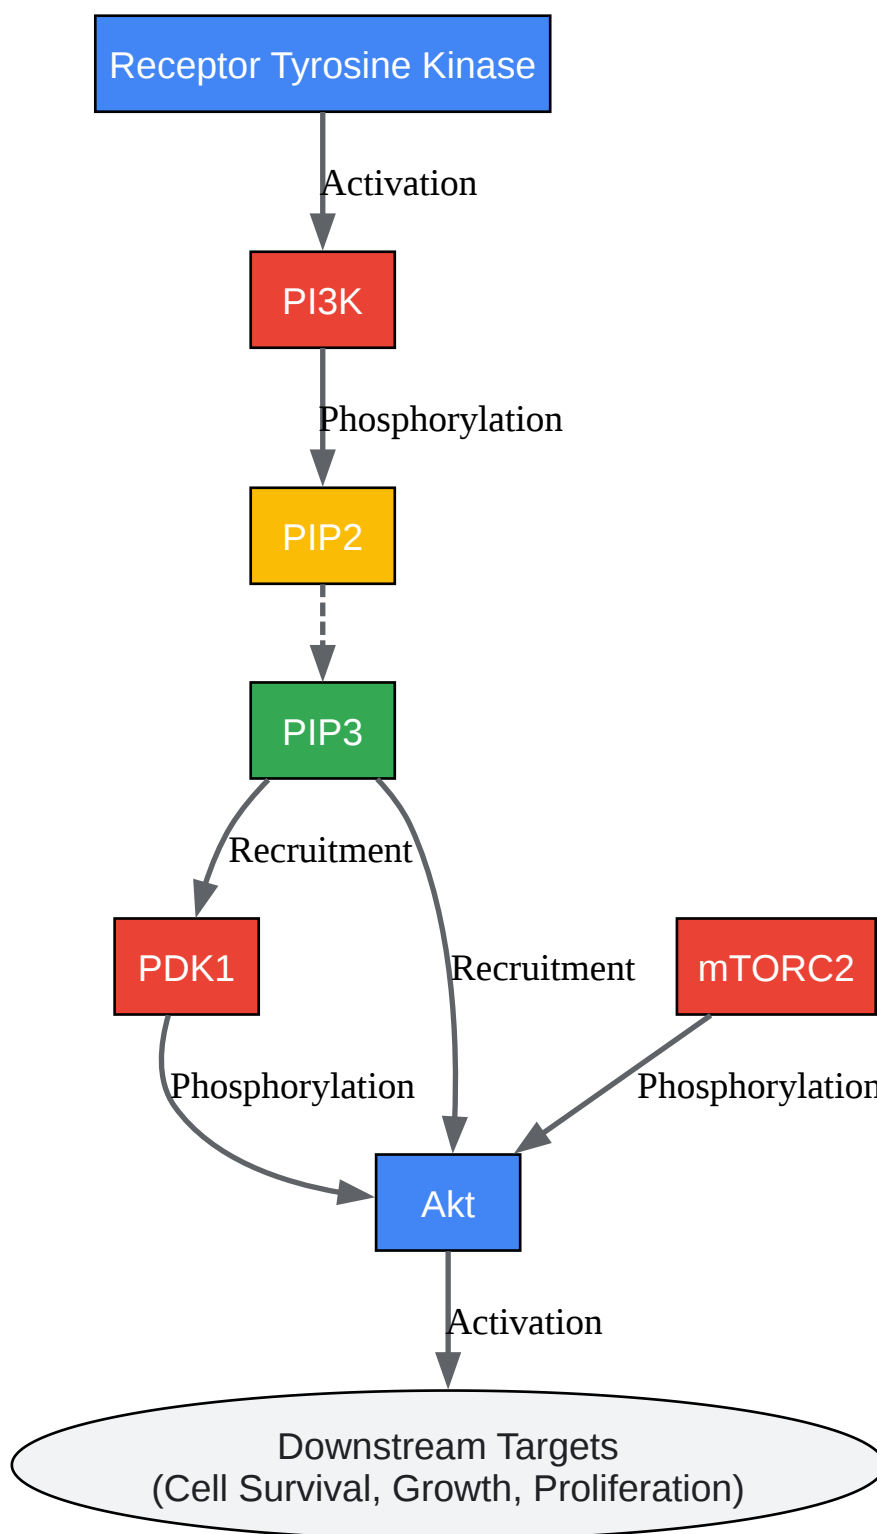 Receptor Tyrosine Kinase
Activation
PI3K
Phosphorylation
PIP2
PIP3
Recruitment
PDK1
Recruitment
mTORC2
Phosphorylation
Phosphorylation
Akt
Activation
Downstream Targets
(Cell Survival, Growth, Proliferation)